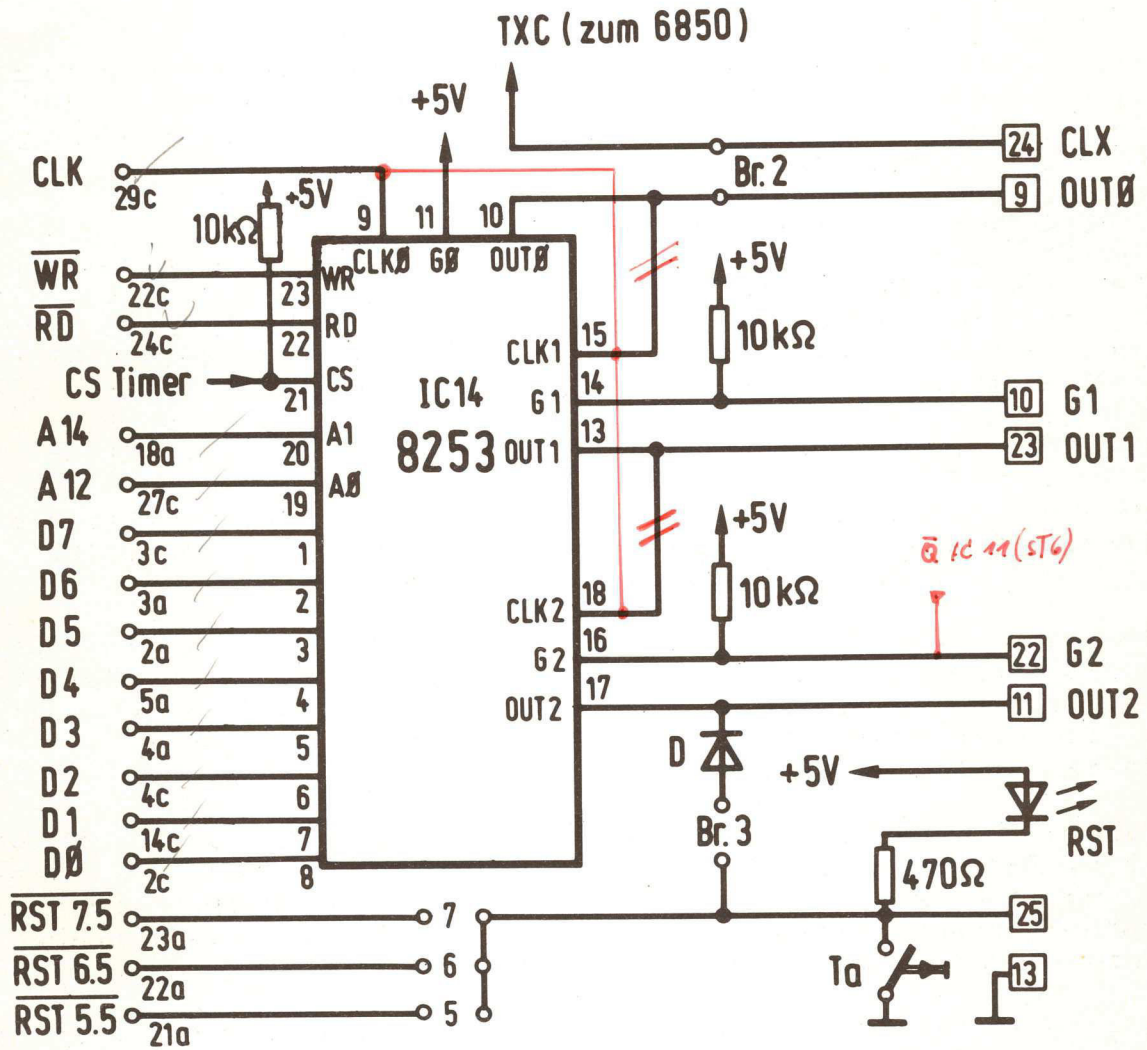 TXC (zum 6850)
+5V
24 CLX
CLK
29c
+5V
Br. 2
9 OUTØ
10kΩ
9 11 10
CLKØ GØ OUTØ
WR
22c 23 WR
+5V
RD
24c 22 RD
10kΩ
15
CLK1
CS Timer 21 CS
IC14
8253
14
G1
10 G1
A14
18a 20 A1
13
OUT1
23 OUT1
A12
27c 19 AØ
D7
3c 1
+5V
Q̄ IC 11 (ST6)
D6
3a 2
10kΩ
18
CLK2
D5
2a 3
16
G2
22 G2
D4
5a 4
17
OUT2
11 OUT2
D3
4a 5
D
+5V
D2
4c 6
D1
14c 7
Br. 3
RST
DØ
2c 8
470Ω
RST 7.5
23a 7
25
RST 6.5
22a 6
Ta
13
RST 5.5
21a 5